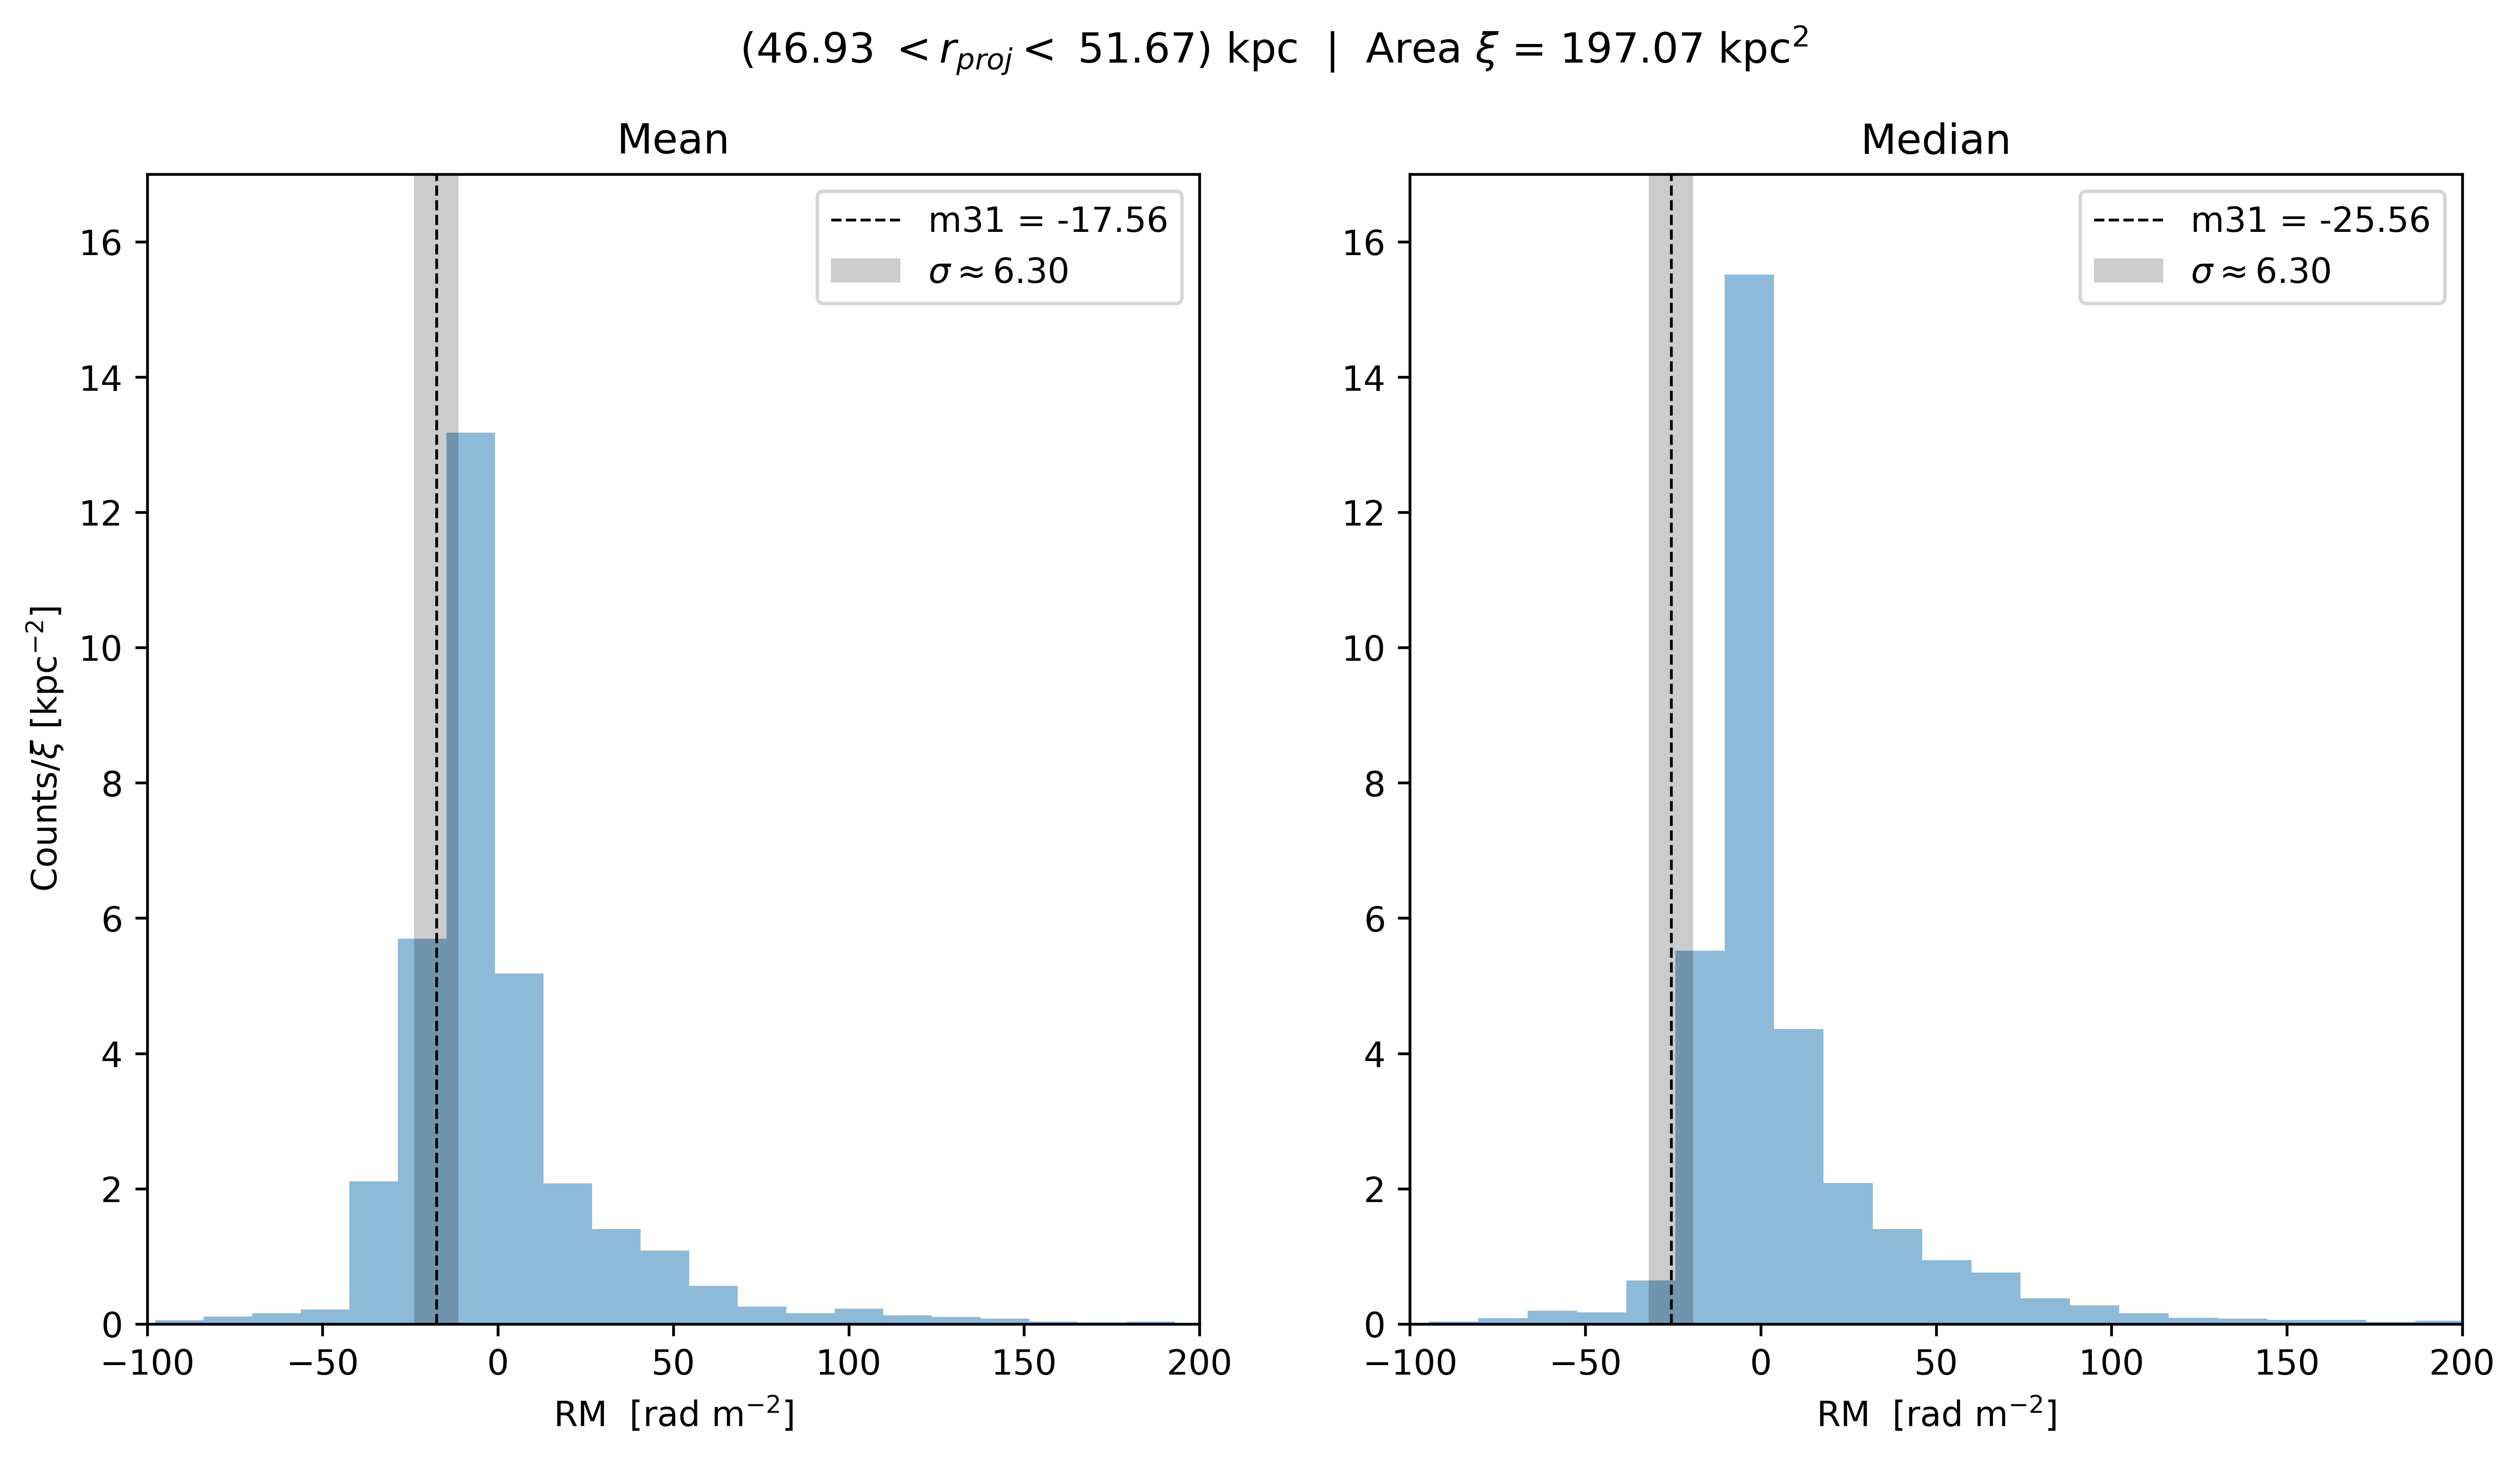 (46.93 < r_proj < 51.67) kpc | Area ξ = 197.07 kpc²
Mean
m31 = -17.56
σ ≈ 6.30
16
14
12
10
8
6
4
2
0
Counts/ξ [kpc⁻²]
−100 −50 0 50 100 150 200
RM [rad m⁻²]
Median
m31 = -25.56
σ ≈ 6.30
16
14
12
10
8
6
4
2
0
−100 −50 0 50 100 150 200
RM [rad m⁻²]